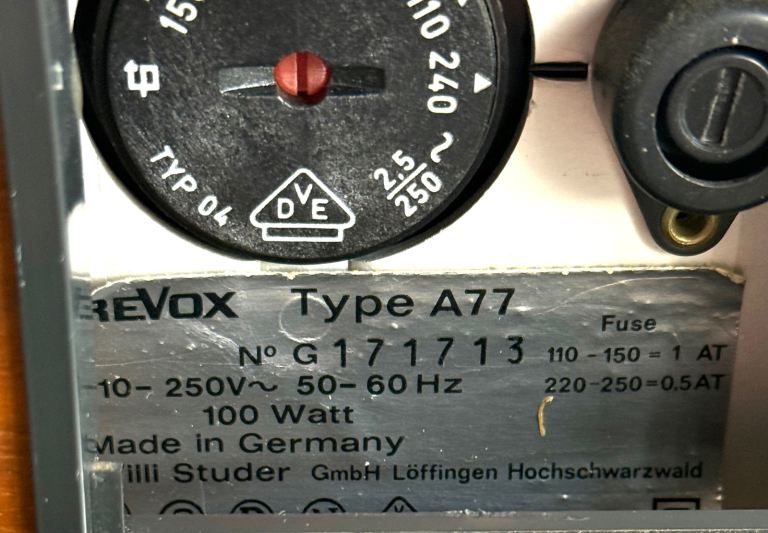 110
240
~
2.5/250
TYP 04
DVE
REVOX Type A77
Fuse
Nº G 171713
110 - 150 = 1 AT
10 - 250V~ 50-60 Hz
220-250=0.5AT
100 Watt
Made in Germany
Willi Studer GmbH Löffingen Hochschwarzwald